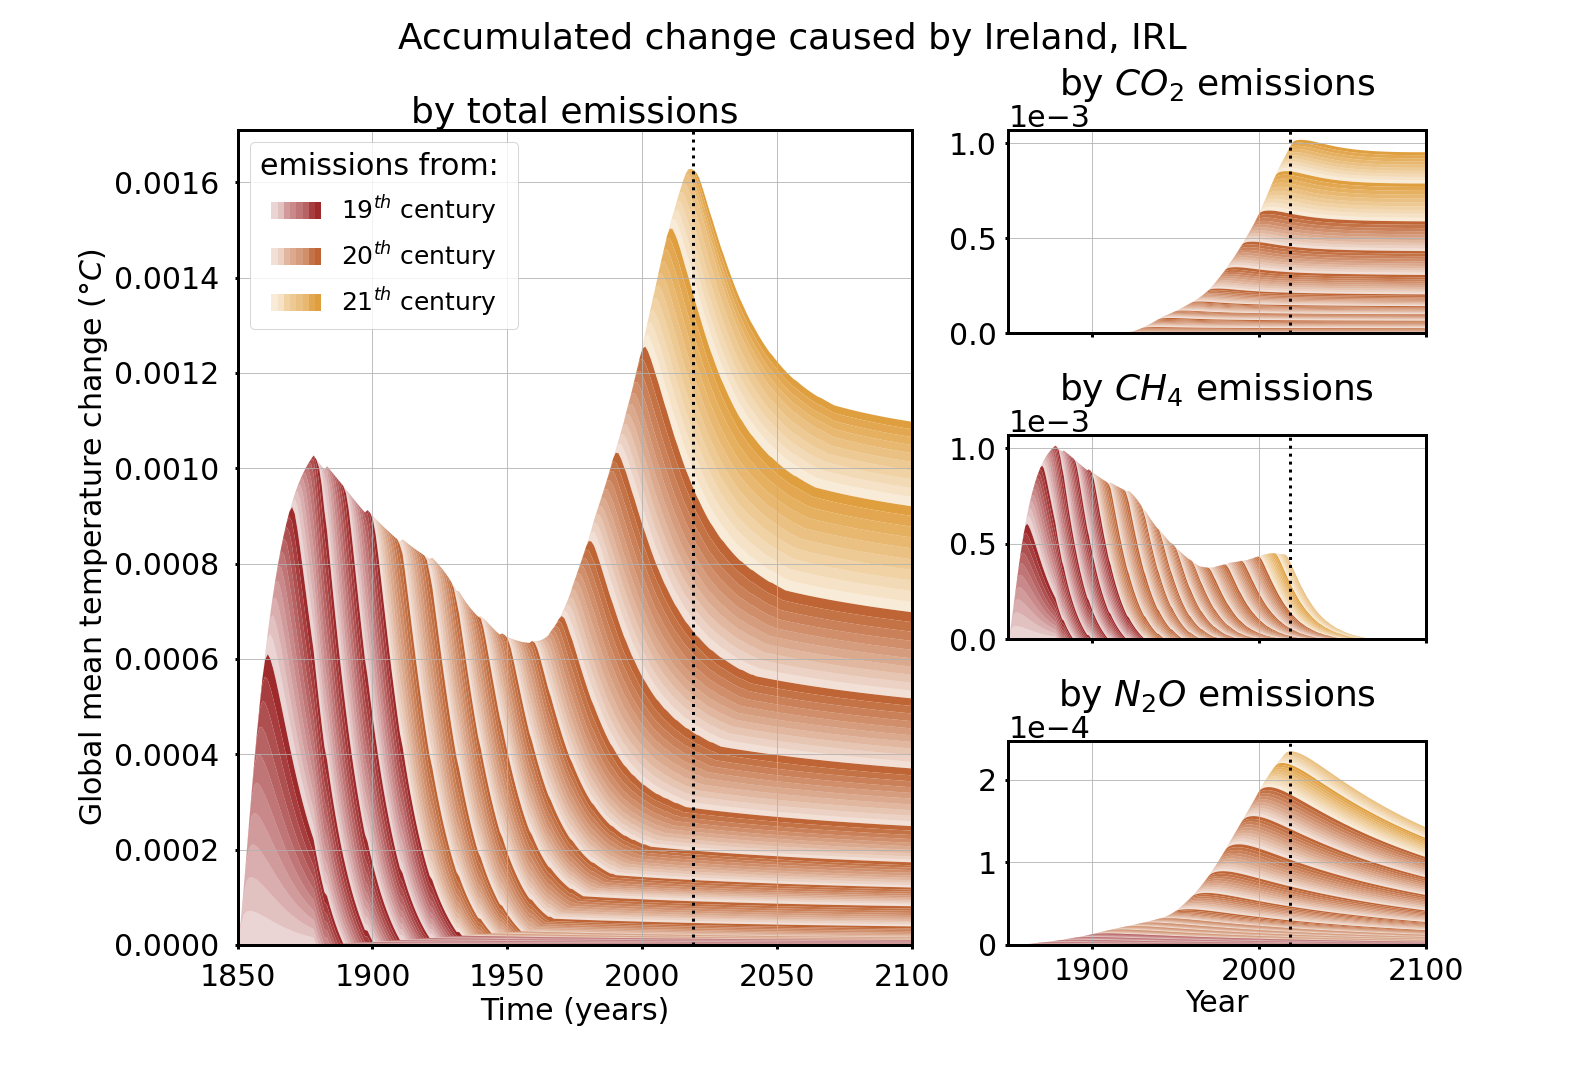 Accumulated change caused by Ireland, IRL
by total emissions
emissions from:
19th century
20th century
21th century
0.0016
0.0014
0.0012
0.0010
0.0008
0.0006
0.0004
0.0002
0.0000
Global mean temperature change (°C)
1850 1900 1950 2000 2050 2100
Time (years)
by CO2 emissions
1e−3
1.0
0.5
0.0
by CH4 emissions
1e−3
1.0
0.5
0.0
by N2O emissions
1e−4
2
1
0
1900 2000 2100
Year